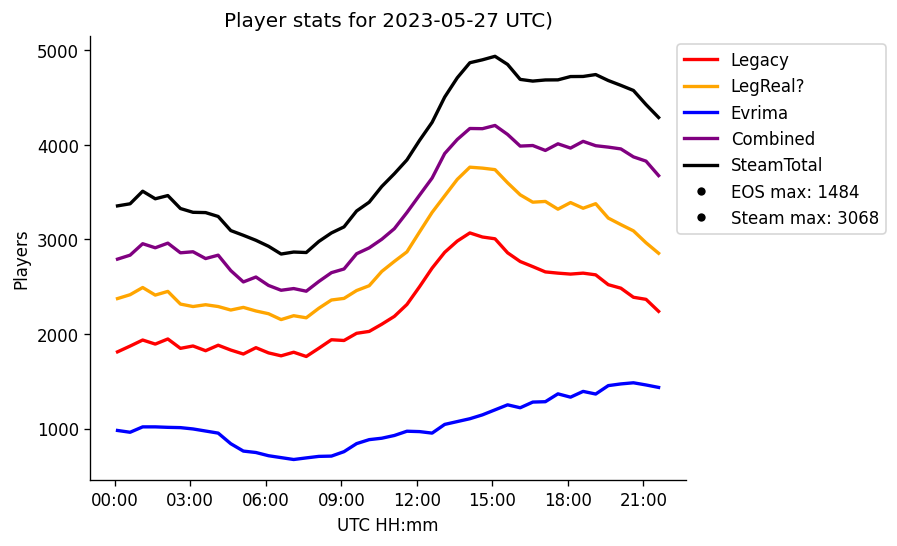 Player stats for 2023-05-27 UTC)
Players
5000
4000
3000
2000
1000
00:00 03:00 06:00 09:00 12:00 15:00 18:00 21:00
UTC HH:mm
Legacy
LegReal?
Evrima
Combined
SteamTotal
EOS max: 1484
Steam max: 3068